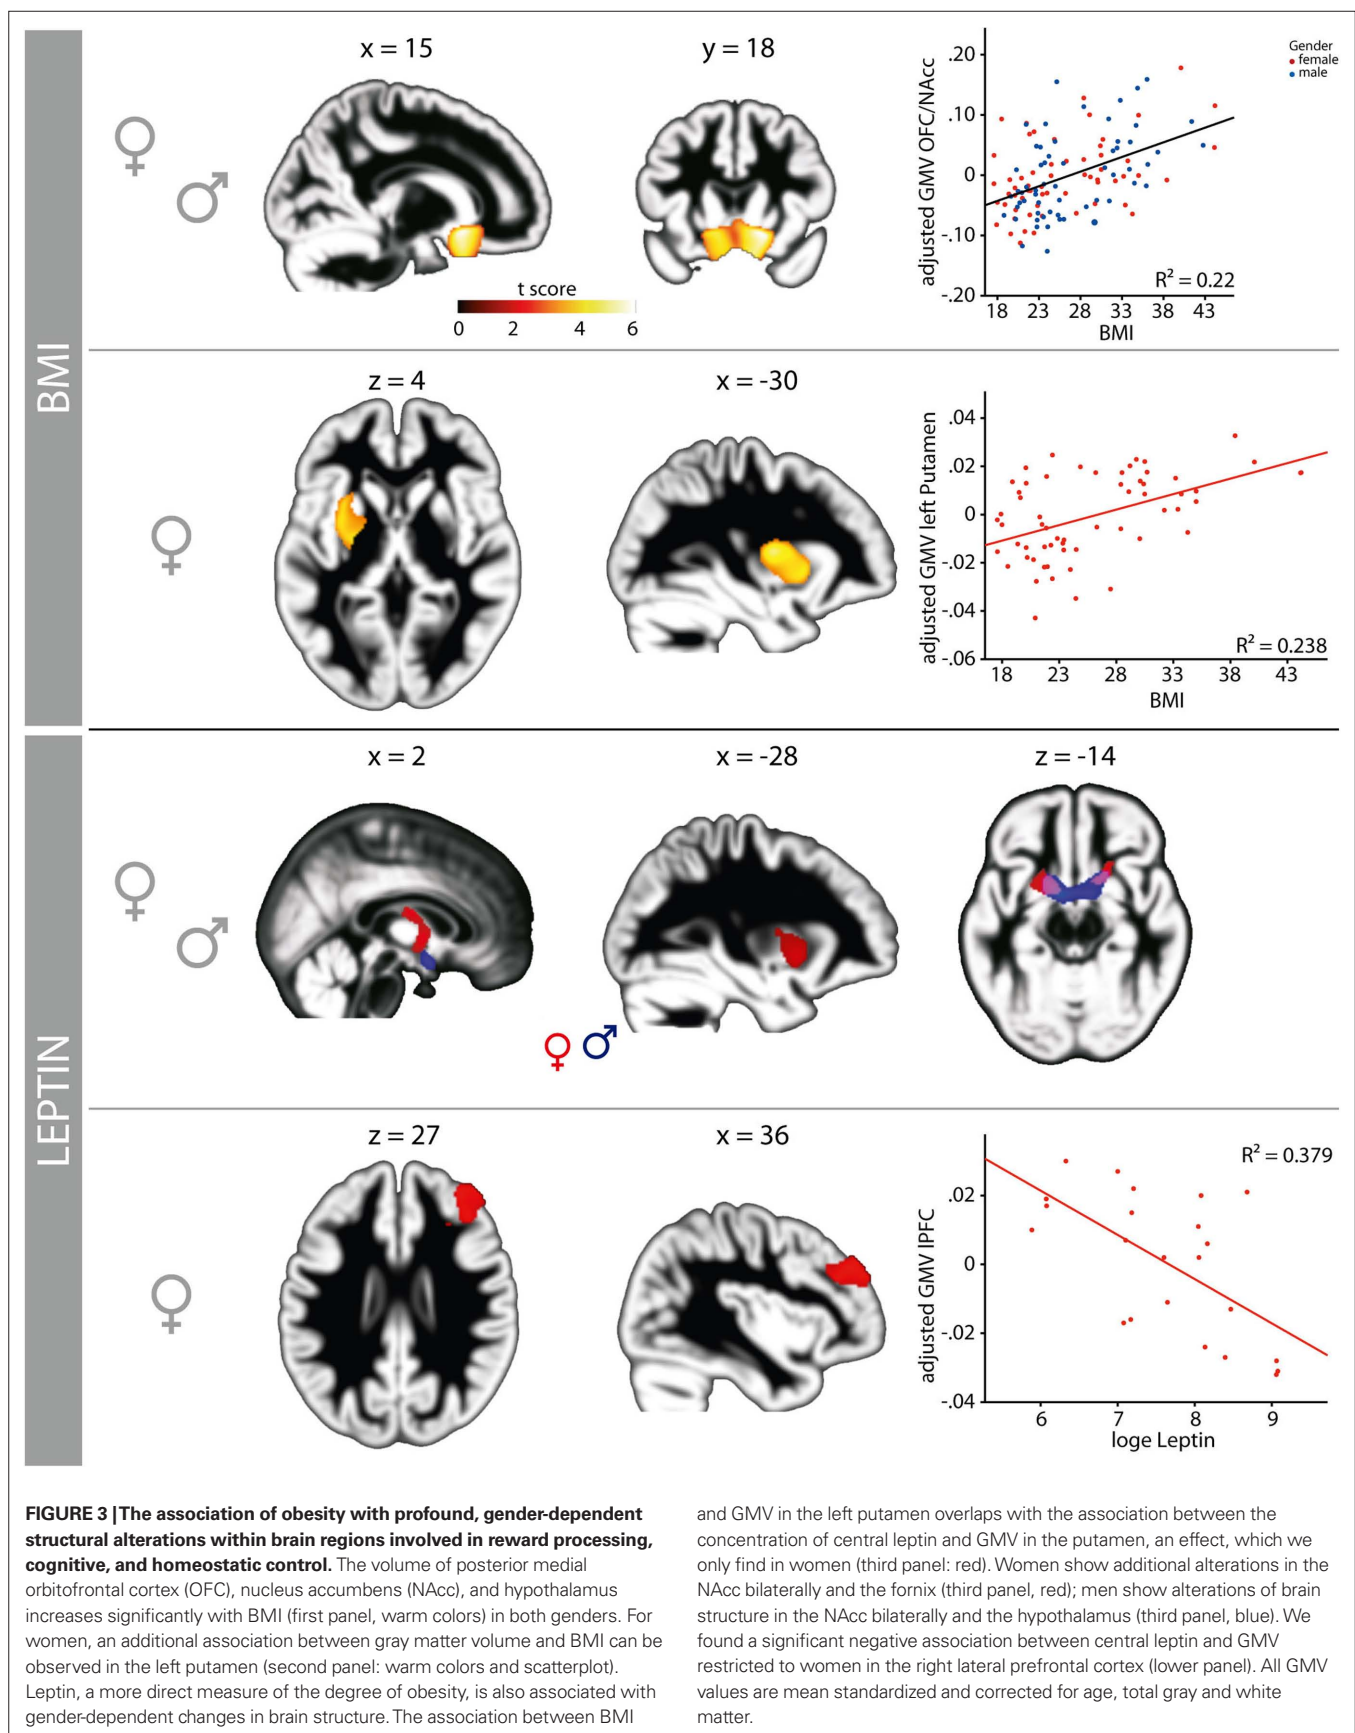 BMI
x = 15
y = 18
adjusted GMV OFC/NAcc
.20
.10
0
-.10
-.20
Gender
female
male
R² = 0.22
18 23 28 33 38 43
BMI
t score
0 2 4 6
z = 4
x = -30
adjusted GMV left Putamen
.04
.02
0
-.02
-.04
-.06
R² = 0.238
18 23 28 33 38 43
BMI
LEPTIN
x = 2
x = -28
z = -14
z = 27
x = 36
adjusted GMV lPFC
.02
0
-.02
-.04
R² = 0.379
6 7 8 9
loge Leptin
FIGURE 3 | The association of obesity with profound, gender-dependent
structural alterations within brain regions involved in reward processing,
cognitive, and homeostatic control. The volume of posterior medial
orbitofrontal cortex (OFC), nucleus accumbens (NAcc), and hypothalamus
increases significantly with BMI (first panel, warm colors) in both genders. For
women, an additional association between gray matter volume and BMI can be
observed in the left putamen (second panel: warm colors and scatterplot).
Leptin, a more direct measure of the degree of obesity, is also associated with
gender-dependent changes in brain structure. The association between BMI
and GMV in the left putamen overlaps with the association between the
concentration of central leptin and GMV in the putamen, an effect, which we
only find in women (third panel: red). Women show additional alterations in the
NAcc bilaterally and the fornix (third panel, red); men show alterations of brain
structure in the NAcc bilaterally and the hypothalamus (third panel, blue). We
found a significant negative association between central leptin and GMV
restricted to women in the right lateral prefrontal cortex (lower panel). All GMV
values are mean standardized and corrected for age, total gray and white
matter.